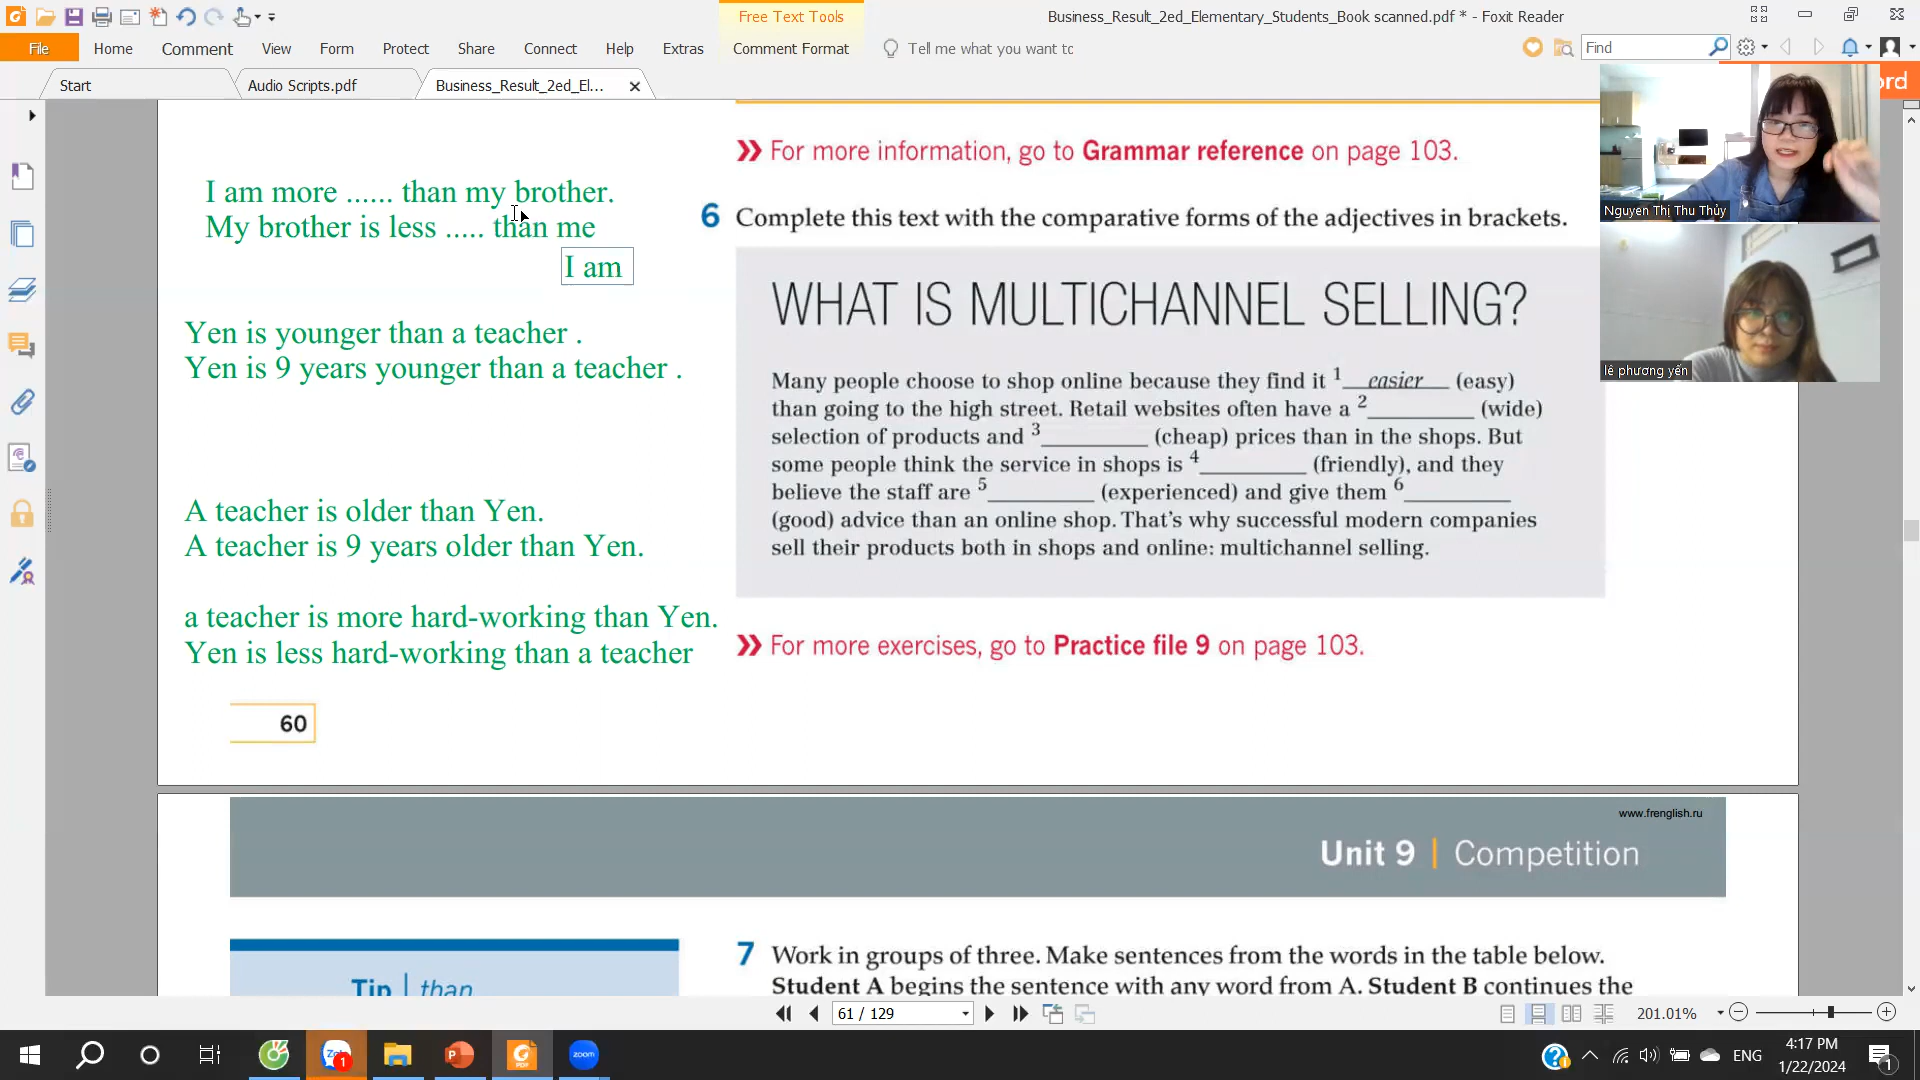 Free Text Tools
Business_Result_2ed_Elementary_Students_Book scanned.pdf * - Foxit Reader
File
Home
Comment
View
Form
Protect
Share
Connect
Help
Extras
Comment Format
Tell me what you want to
Find
Start
Audio Scripts.pdf
Business_Result_2ed_El...
ord
Nguyen Thị Thu Thủy
lê phương yến
I am more ...... than my brother.
My brother is less ..... than me
I am
Yen is younger than a teacher .
Yen is 9 years younger than a teacher .
A teacher is older than Yen.
A teacher is 9 years older than Yen.
a teacher is more hard-working than Yen.
Yen is less hard-working than a teacher
60
For more information, go to Grammar reference on page 103.
6 Complete this text with the comparative forms of the adjectives in brackets.
WHAT IS MULTICHANNEL SELLING?
Many people choose to shop online because they find it 1 easier (easy)
than going to the high street. Retail websites often have a 2__________ (wide)
selection of products and 3__________ (cheap) prices than in the shops. But
some people think the service in shops is 4__________ (friendly), and they
believe the staff are 5__________ (experienced) and give them 6__________
(good) advice than an online shop. That's why successful modern companies
sell their products both in shops and online: multichannel selling.
For more exercises, go to Practice file 9 on page 103.
www.frenglish.ru
Unit 9 | Competition
Tip | than
7 Work in groups of three. Make sentences from the words in the table below.
Student A begins the sentence with any word from A. Student B continues the
61 / 129
201.01%
zoom
ENG
4:17 PM
1/22/2024